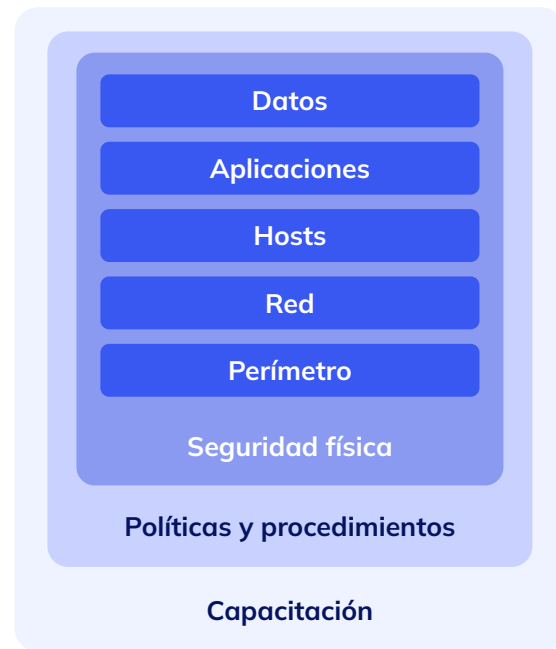 Datos
Aplicaciones
Hosts
Red
Perímetro
Seguridad física
Políticas y procedimientos
Capacitación